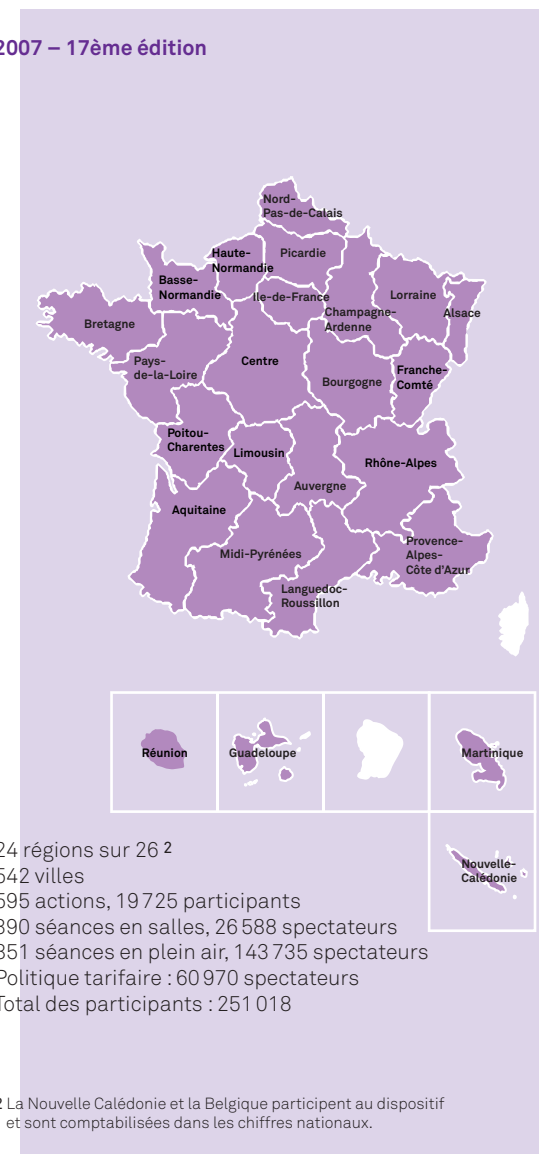 2007 – 17ème édition
Nord-
Pas-de-Calais
Haute-
Normandie
Picardie
Basse-
Normandie
Ile-de-France
Champagne-
Ardenne
Lorraine
Alsace
Bretagne
Pays-
de-la-Loire
Centre
Bourgogne
Franche-
Comté
Poitou-
Charentes
Limousin
Auvergne
Rhône-Alpes
Aquitaine
Midi-Pyrénées
Provence-
Alpes-
Côte d'Azur
Languedoc-
Roussillon
Réunion
Guadeloupe
Martinique
Nouvelle-
Calédonie
24 régions sur 26 2
542 villes
595 actions, 19 725 participants
390 séances en salles, 26 588 spectateurs
851 séances en plein air, 143 735 spectateurs
Politique tarifaire : 60 970 spectateurs
Total des participants : 251 018
2 La Nouvelle Calédonie et la Belgique participent au dispositif
et sont comptabilisées dans les chiffres nationaux.